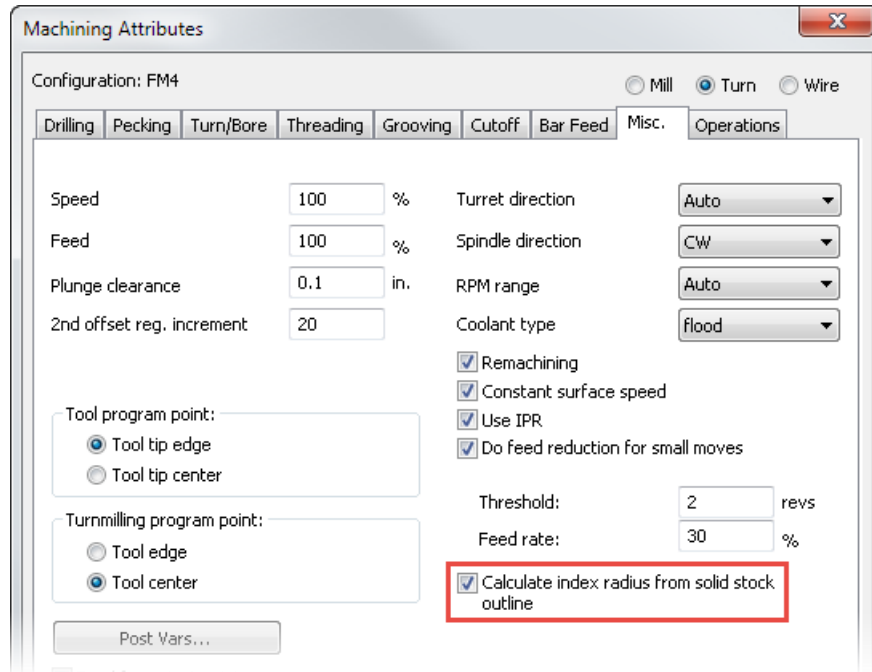 Machining Attributes
Configuration: FM4
Mill Turn Wire
Drilling Pecking Turn/Bore Threading Grooving Cutoff Bar Feed Misc. Operations
Speed 100 %
Feed 100 %
Plunge clearance 0.1 in.
2nd offset reg. increment 20
Tool program point:
Tool tip edge
Tool tip center
Turnmilling program point:
Tool edge
Tool center
Post Vars...
Turret direction Auto
Spindle direction CW
RPM range Auto
Coolant type flood
Remachining
Constant surface speed
Use IPR
Do feed reduction for small moves
Threshold: 2 revs
Feed rate: 30 %
Calculate index radius from solid stock
outline